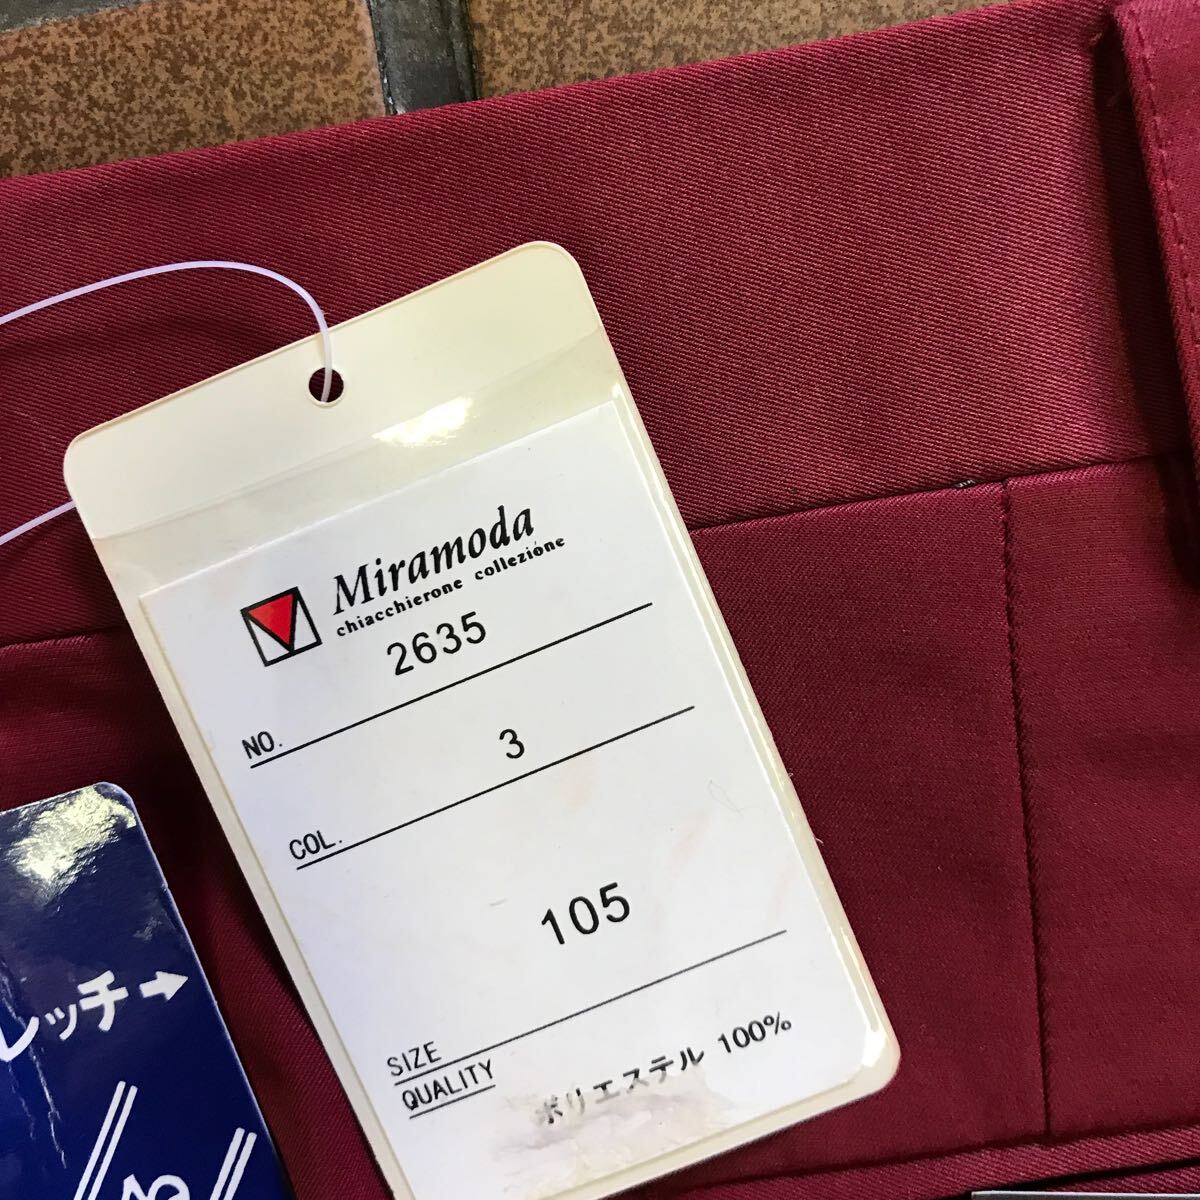 Miramoda
chiacchierone collezióne
NO. 2635
COL. 3
SIZE 105
QUALITY
ポリエステル 100%
レッチ→